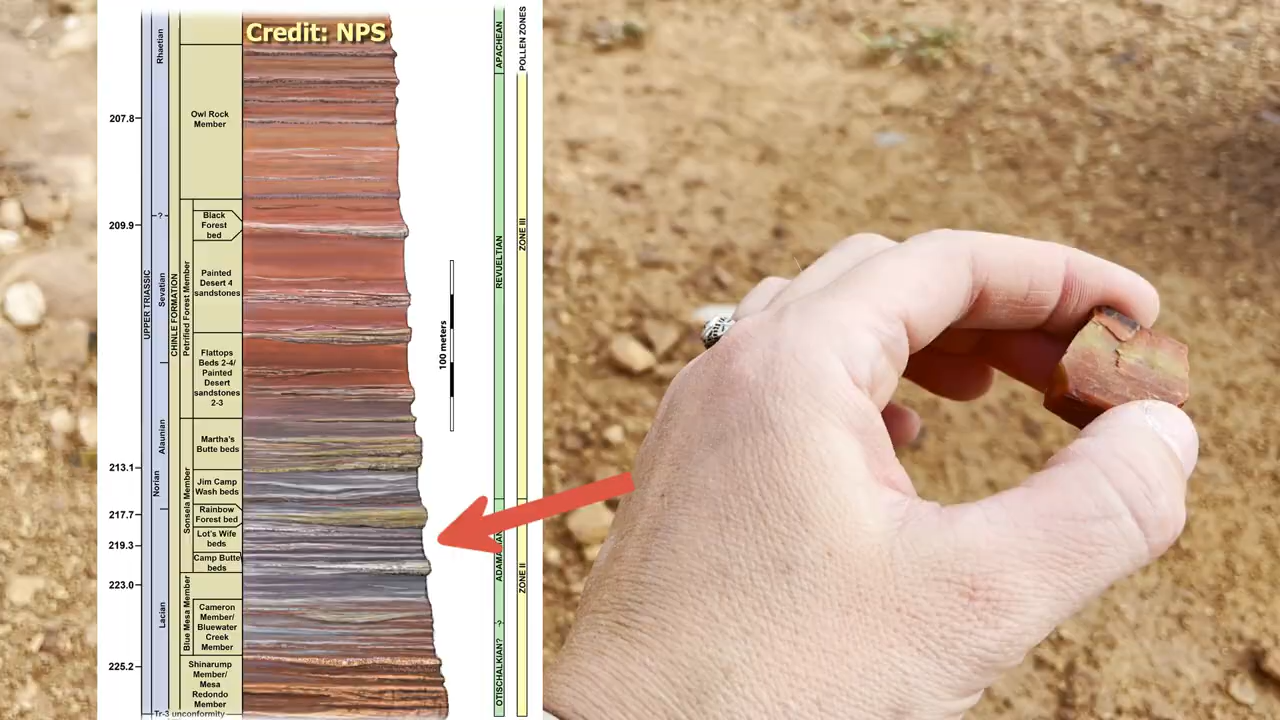 Credit: NPS
Rhaetian
Owl Rock
Member
207.8
?
209.9
Black
Forest
bed
Painted
Desert 4
sandstones
Flattops
Beds 2-4/
Painted
Desert
sandstones
2-3
Martha's
Butte beds
213.1
Jim Camp
Wash beds
217.7
Rainbow
Forest bed
219.3
Lot's Wife
beds
Camp Butte
beds
223.0
Cameron
Member/
Bluewater
Creek
Member
225.2
Shinarump
Member/
Mesa
Redondo
Member
Tr-3 unconformity
UPPER TRIASSIC
Sevatian
Alaunian
Norian
Lacian
CHINLE FORMATION
Petrified Forest Member
Sonsela Member
Blue Mesa Member
100 meters
APACHEAN
REVUELTIAN
?
OTISCHALKIAN?
POLLEN ZONES
ZONE III
ZONE II